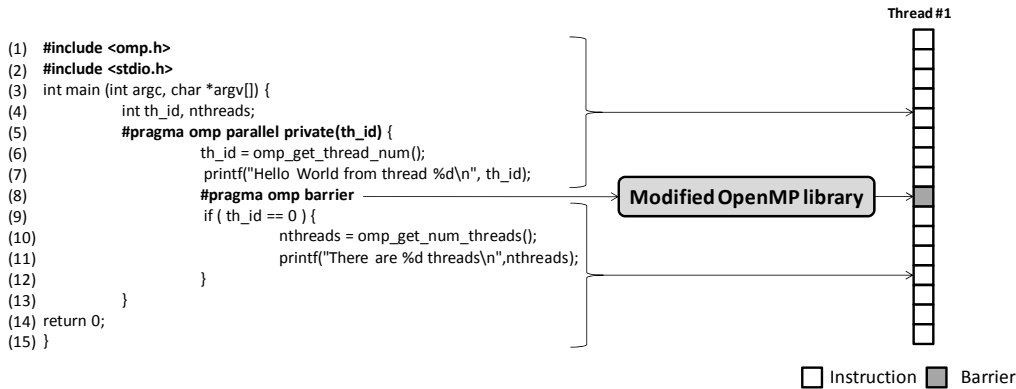 Thread #1
(1) #include <omp.h>
(2) #include <stdio.h>
(3) int main (int argc, char *argv[]) {
(4) int th_id, nthreads;
(5) #pragma omp parallel private(th_id) {
(6) th_id = omp_get_thread_num();
(7) printf("Hello World from thread %d\n", th_id);
(8) #pragma omp barrier
Modified OpenMP library
(9) if ( th_id == 0 ) {
(10) nthreads = omp_get_num_threads();
(11) printf("There are %d threads\n",nthreads);
(12) }
(13) }
(14) return 0;
(15) }
Instruction Barrier